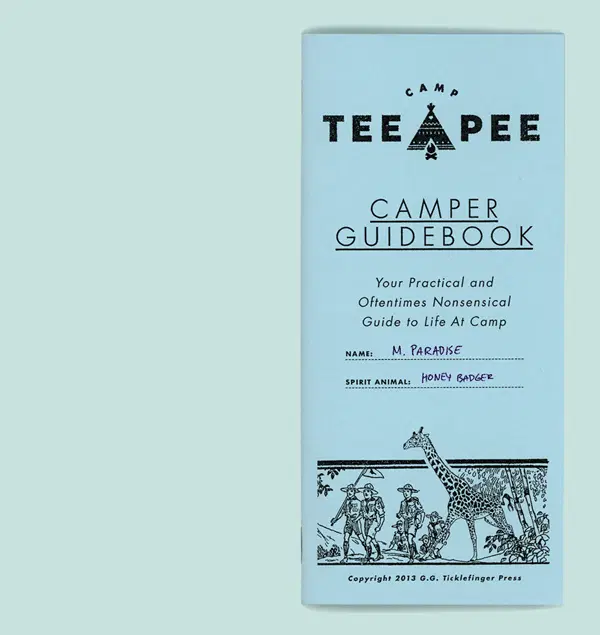 CAMP
TEE PEE
CAMPER
GUIDEBOOK
Your Practical and
Oftentimes Nonsensical
Guide to Life At Camp
NAME: M. PARADISE
SPIRIT ANIMAL: HONEY BADGER
Copyright 2013 G.G. Ticklefinger Press